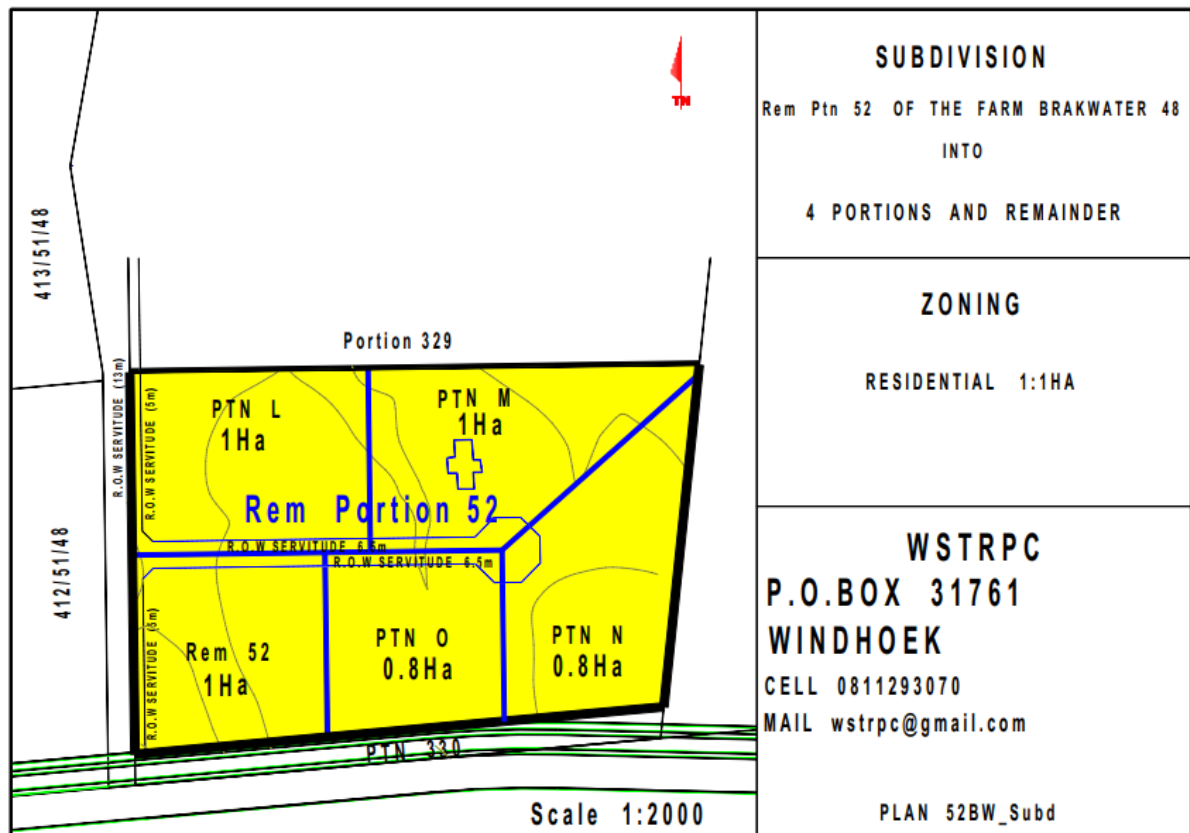 SUBDIVISION
Rem Ptn 52 OF THE FARM BRAKWATER 48
INTO
4 PORTIONS AND REMAINDER
ZONING
RESIDENTIAL 1:1HA
WSTRPC
P.O.BOX 31761
WINDHOEK
CELL 0811293070
MAIL wstrpc@gmail.com
PLAN 52BW_Subd
TN
413/51/48
412/51/48
Portion 329
R.O.W SERVITUDE (13m)
R.O.W SERVITUDE (5m)
PTN L
1Ha
PTN M
1Ha
Rem Portion 52
R.O.W SERVITUDE 6.5m
R.O.W SERVITUDE 6.5m
R.O.W SERVITUDE (5m)
Rem 52
1Ha
PTN O
0.8Ha
PTN N
0.8Ha
PTN 330
Scale 1:2000